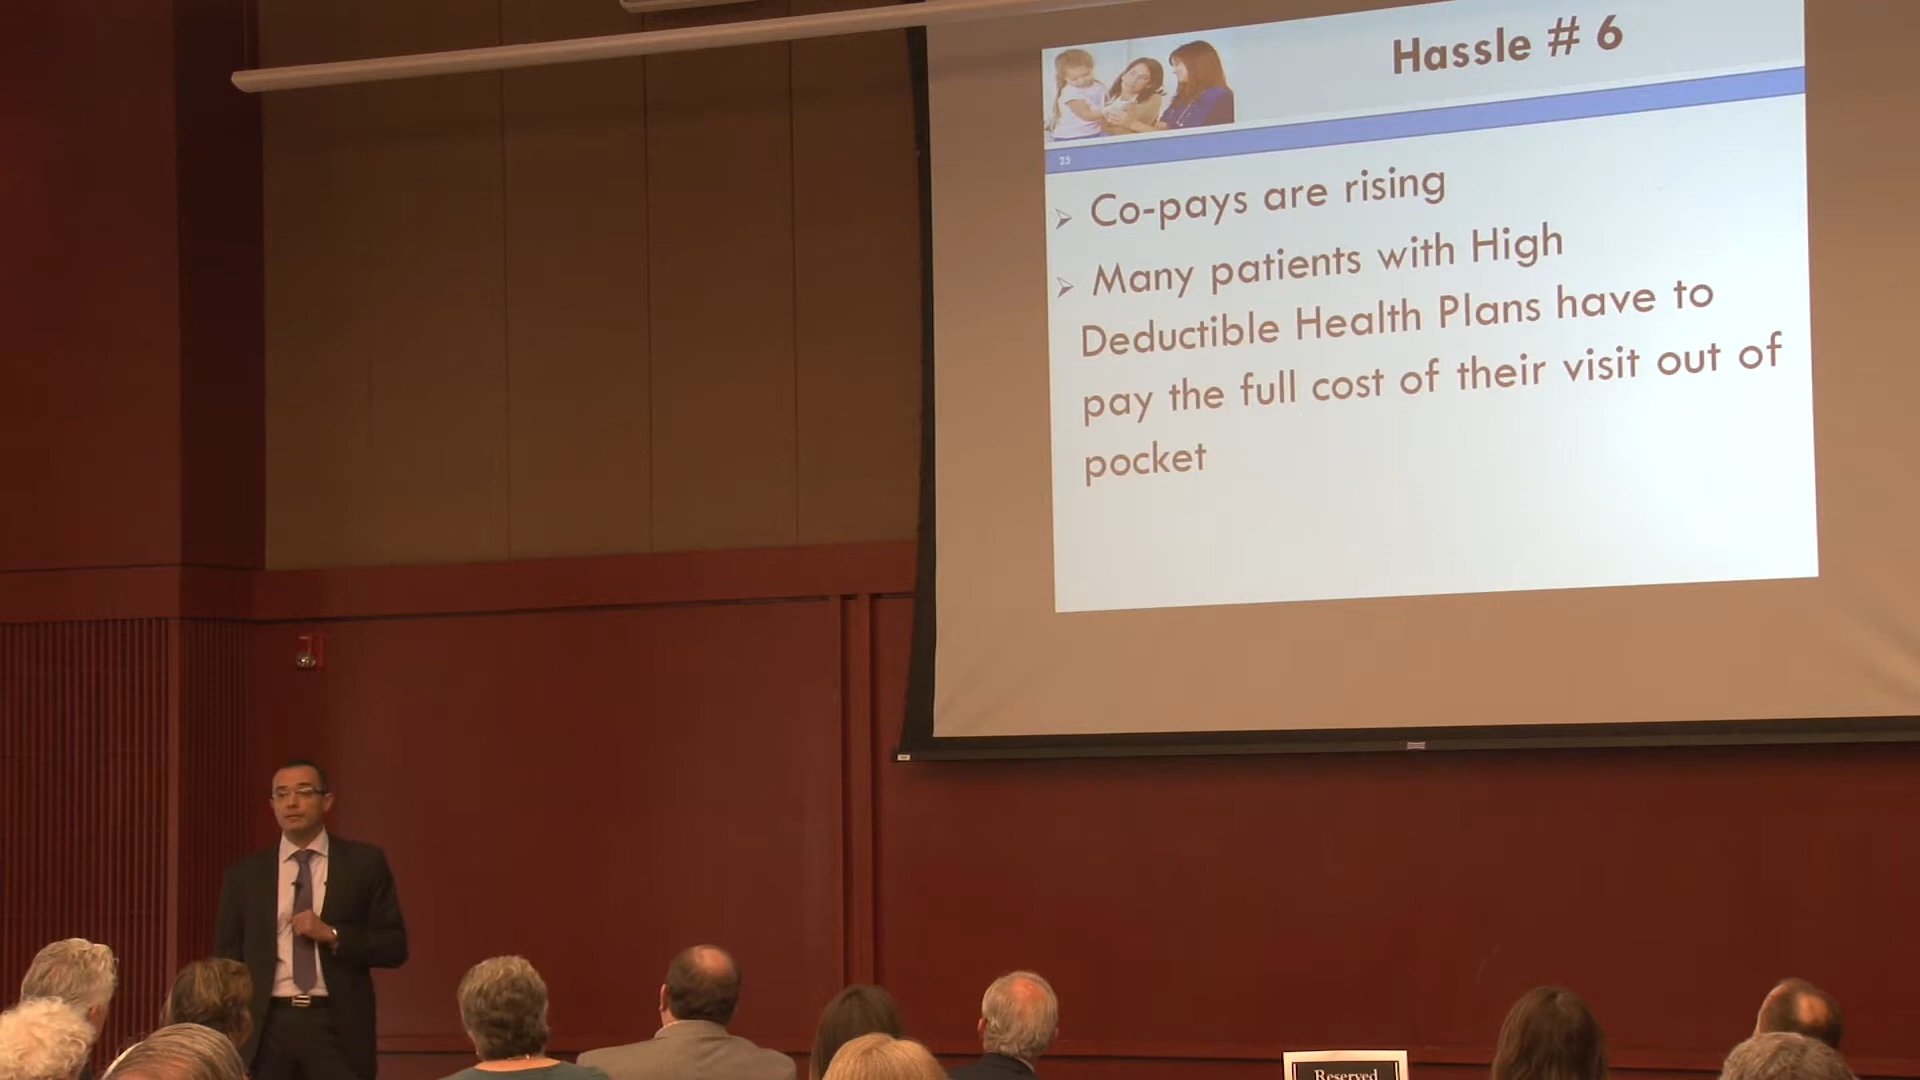 Hassle # 6
25
Co-pays are rising
Many patients with High
Deductible Health Plans have to
pay the full cost of their visit out of
pocket
Reserved